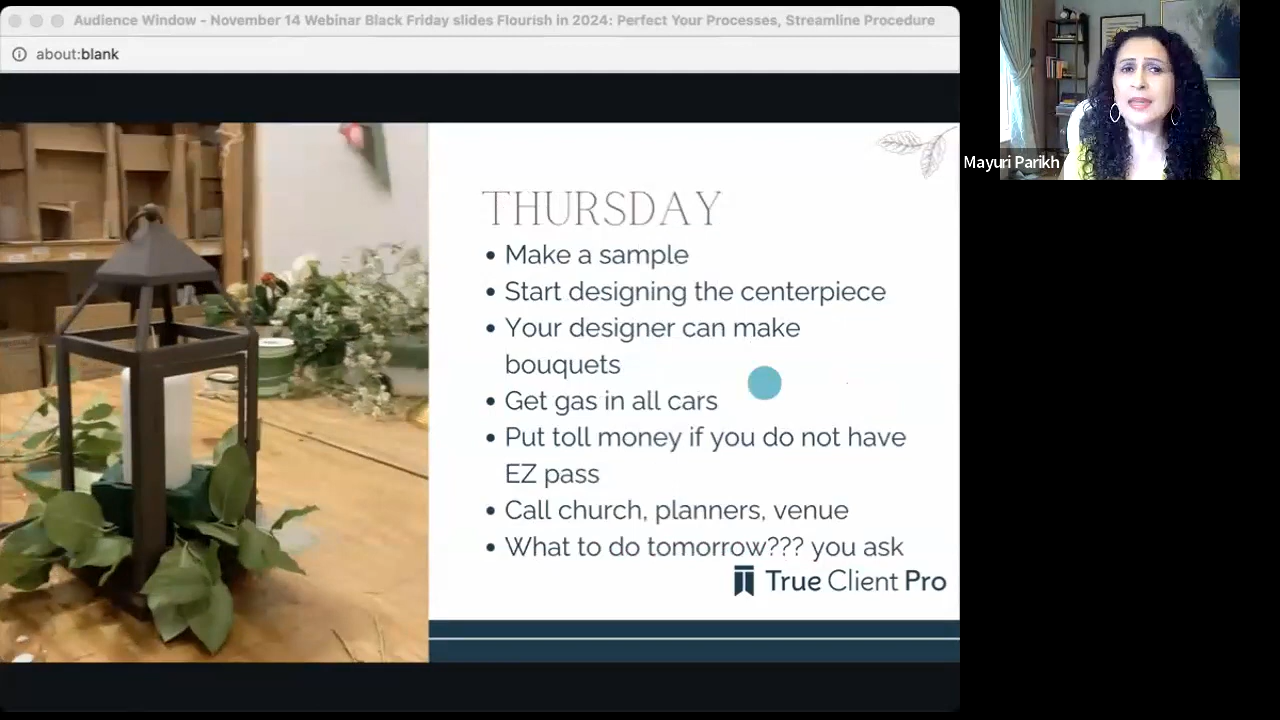 Audience Window - November 14 Webinar Black Friday slides Flourish in 2024: Perfect Your Processes, Streamline Procedure
about:blank
Mayuri Parikh
THURSDAY
• Make a sample
• Start designing the centerpiece
• Your designer can make
bouquets
• Get gas in all cars
• Put toll money if you do not have
EZ pass
• Call church, planners, venue
• What to do tomorrow??? you ask
True Client Pro